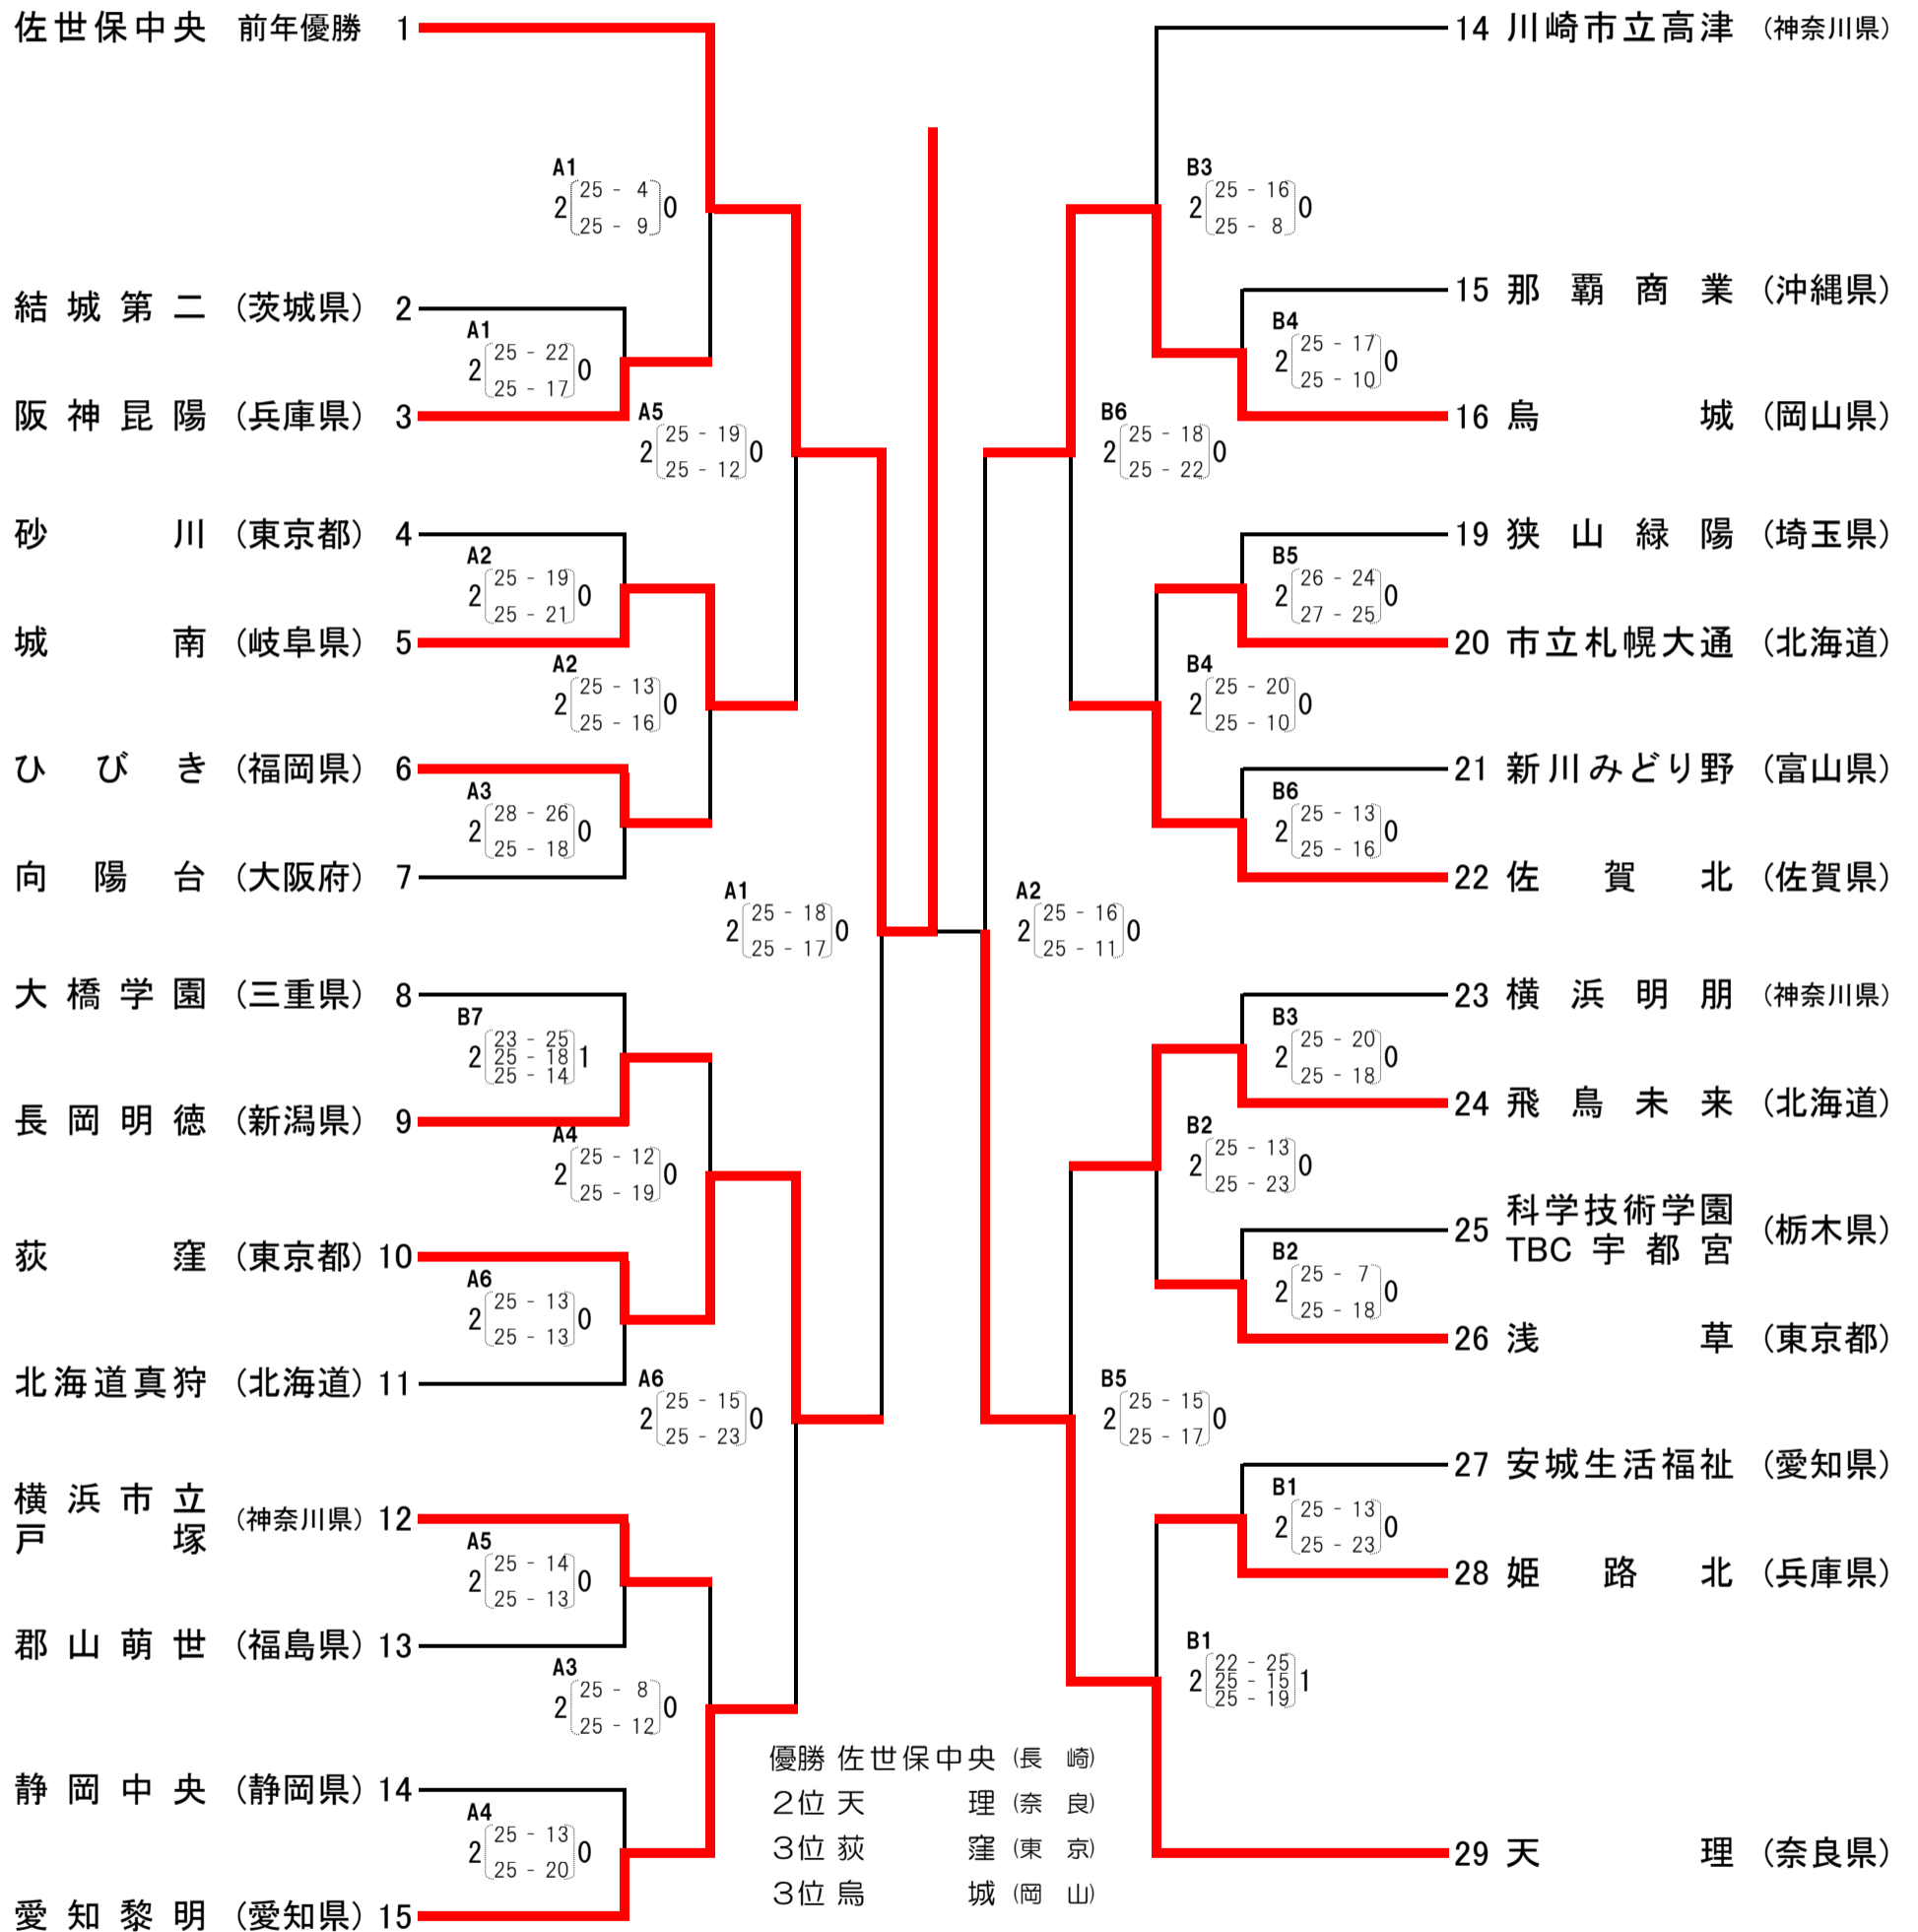 佐世保中央 前年優勝 1
A1
2 25 - 4 0
25 - 9
結城第二 (茨城県) 2
A1
2 25 - 22 0
25 - 17
阪神昆陽 (兵庫県) 3
A5
2 25 - 19 0
25 - 12
砂川 (東京都) 4
A2
2 25 - 19 0
25 - 21
城南 (岐阜県) 5
A2
2 25 - 13 0
25 - 16
ひびき (福岡県) 6
A3
2 28 - 26 0
25 - 18
向陽台 (大阪府) 7
A1
2 25 - 18 0
25 - 17
大橋学園 (三重県) 8
B7
23 - 25
2 25 - 18 1
25 - 14
長岡明徳 (新潟県) 9
A4
2 25 - 12 0
25 - 19
荻窪 (東京都) 10
A6
2 25 - 13 0
25 - 13
北海道真狩 (北海道) 11
A6
2 25 - 15 0
25 - 23
横浜市立
戸塚 (神奈川県) 12
A5
2 25 - 14 0
25 - 13
郡山萌世 (福島県) 13
A3
2 25 - 8 0
25 - 12
静岡中央 (静岡県) 14
A4
2 25 - 13 0
25 - 20
愛知黎明 (愛知県) 15
14 川崎市立高津 (神奈川県)
B3
2 25 - 16 0
25 - 8
15 那覇商業 (沖縄県)
B4
2 25 - 17 0
25 - 10
16 烏城 (岡山県)
B6
2 25 - 18 0
25 - 22
19 狭山緑陽 (埼玉県)
B5
2 26 - 24 0
27 - 25
20 市立札幌大通 (北海道)
B4
2 25 - 20 0
25 - 10
21 新川みどり野 (富山県)
B6
2 25 - 13 0
25 - 16
22 佐賀北 (佐賀県)
A2
2 25 - 16 0
25 - 11
23 横浜明朋 (神奈川県)
B3
2 25 - 20 0
25 - 18
24 飛鳥未来 (北海道)
B2
2 25 - 13 0
25 - 23
25 科学技術学園
TBC宇都宮 (栃木県)
B2
2 25 - 7 0
25 - 18
26 浅草 (東京都)
B5
2 25 - 15 0
25 - 17
27 安城生活福祉 (愛知県)
B1
2 25 - 13 0
25 - 23
28 姫路北 (兵庫県)
B1
22 - 25
2 25 - 15 1
25 - 19
29 天理 (奈良県)
優勝 佐世保中央 (長崎)
2位 天理 (奈良)
3位 荻窪 (東京)
3位 烏城 (岡山)